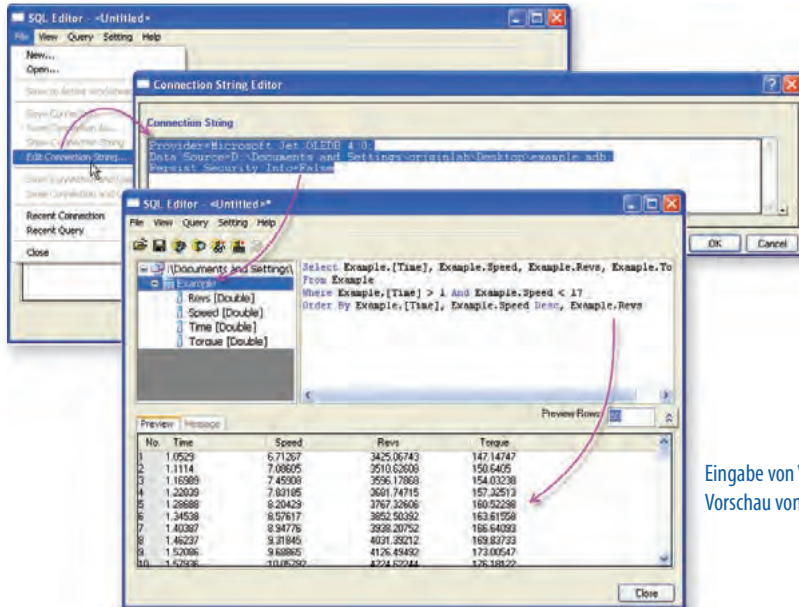 SQL Editor - <Untitled>
File View Query Setting Help
New...
Open...
Edit Connection String...
Recent Connection
Recent Query
Close
Connection String Editor
Connection String
Provider=Microsoft.Jet.OLEDB.4.0;
Data Source=D:\Documents and Settings\originlab\Desktop\example.mdb;
Persist Security Info=False
OK Cancel
SQL Editor - <Untitled>*
File View Query Setting Help
\Documents and Settings\
Example
Revs [Double]
Speed [Double]
Time [Double]
Torque [Double]
Select Example.[Time], Example.Speed, Example.Revs, Example.To
From Example
Where Example.[Time] > 1 And Example.Speed < 17
Order By Example.[Time], Example.Speed Desc, Example.Revs
Preview Rows
Preview Message
No. Time Speed Revs Torque
1 1.0529 6.71267 3425.06743 147.14747
2 1.1114 7.08605 3510.62608 150.6405
3 1.16989 7.45908 3596.17868 154.03238
4 1.22839 7.83185 3681.74715 157.32513
5 1.28688 8.20429 3767.32606 160.52298
6 1.34538 8.57617 3852.50392 163.61558
7 1.40387 8.94776 3938.20752 166.64093
8 1.46237 9.31845 4031.39212 169.83733
9 1.52086 9.68865 4126.49492 173.00547
10 1.57936 10.05792 4224.62244 176.18122
Close
Eingabe von
Vorschau von